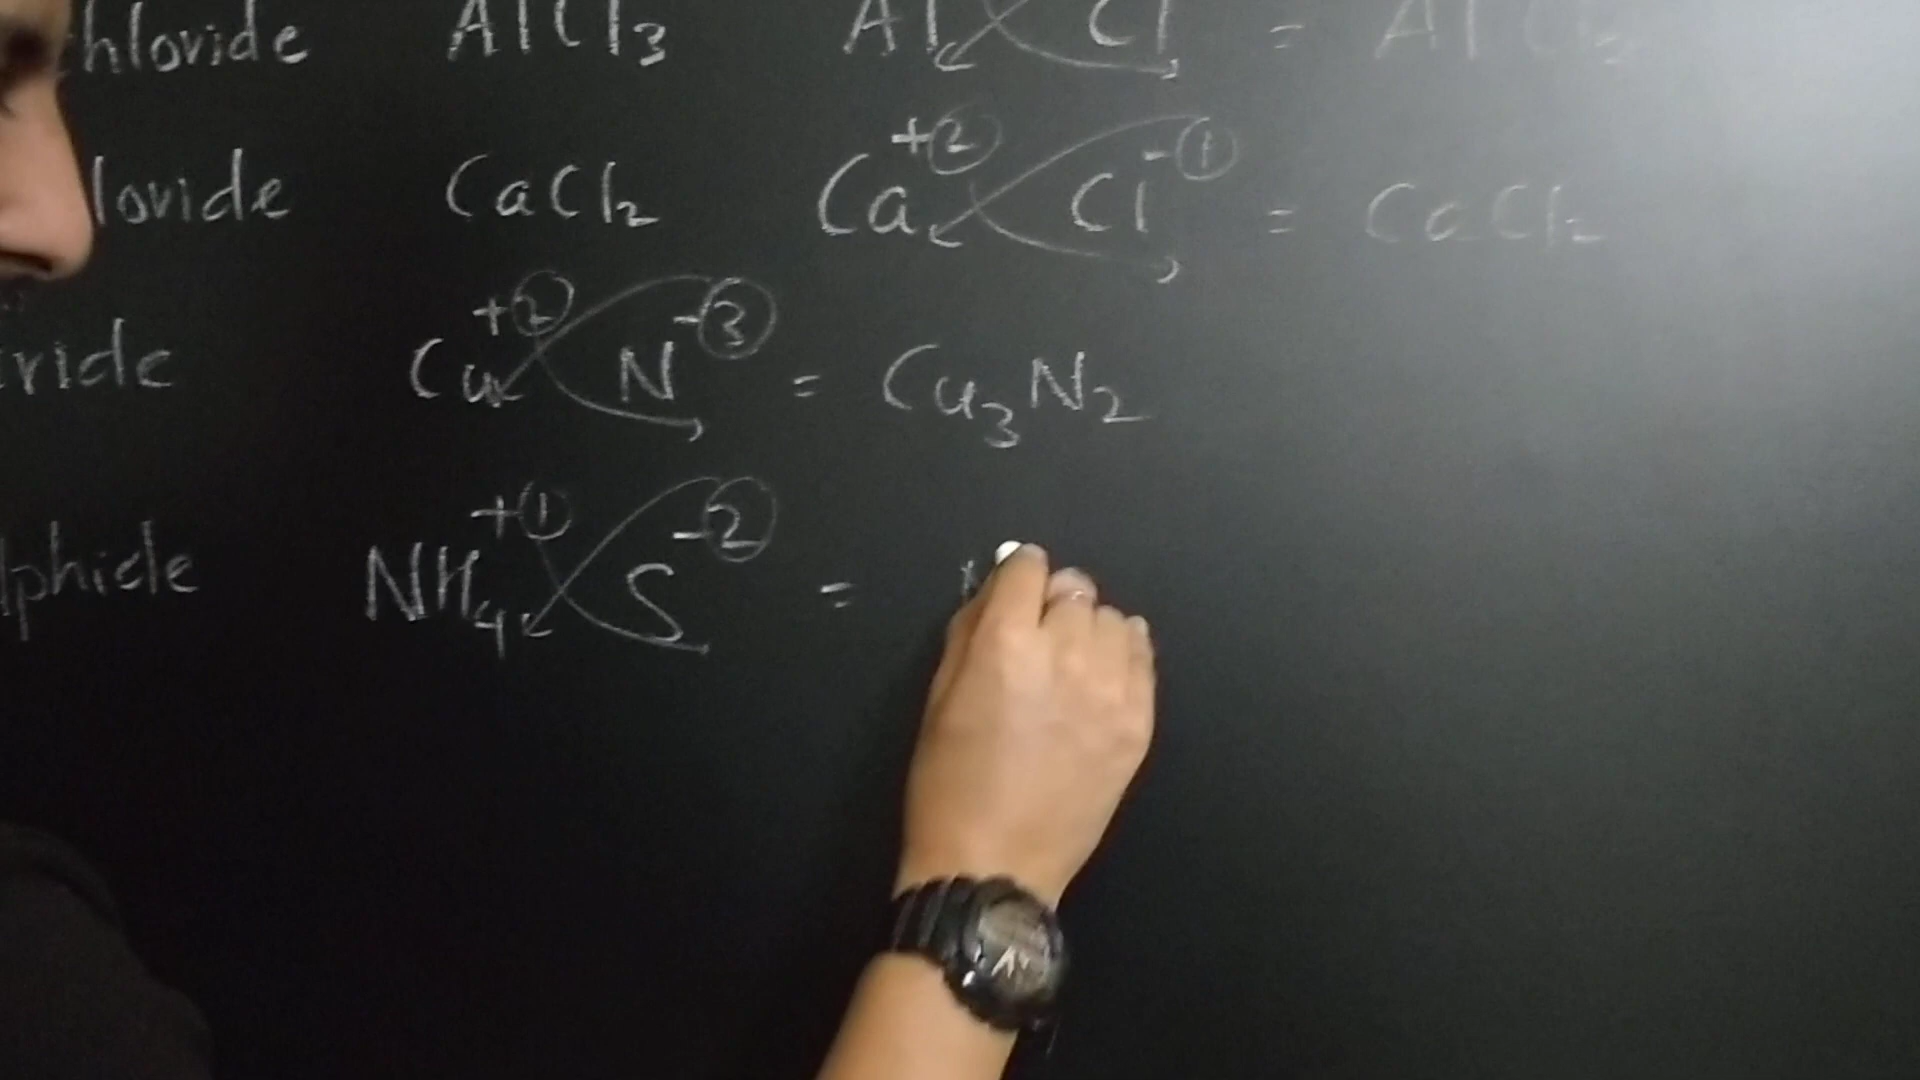 hloride AlCl3 Al Cl = AlCl3
loride CaCl2 Ca+2 Cl-1 = CaCl2
ride Cu+2 N-3 = Cu3N2
lphide NH4+1 S-2 =